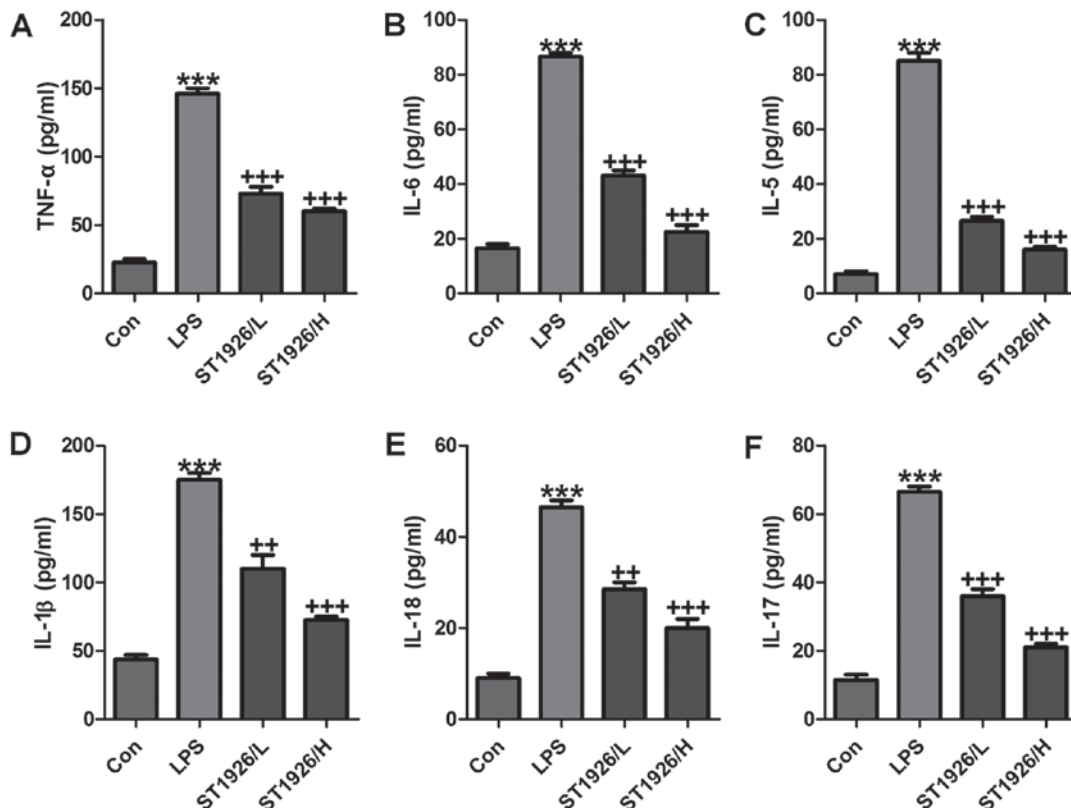 A
TNF-α (pg/ml)
200
150
100
50
0
***
+++
+++
Con
LPS
ST1926/L
ST1926/H
B
IL-6 (pg/ml)
100
80
60
40
20
0
***
+++
+++
Con
LPS
ST1926/L
ST1926/H
C
IL-5 (pg/ml)
100
80
60
40
20
0
***
+++
+++
Con
LPS
ST1926/L
ST1926/H
D
IL-1β (pg/ml)
200
150
100
50
0
***
++
+++
Con
LPS
ST1926/L
ST1926/H
E
IL-18 (pg/ml)
60
40
20
0
***
++
+++
Con
LPS
ST1926/L
ST1926/H
F
IL-17 (pg/ml)
80
60
40
20
0
***
+++
+++
Con
LPS
ST1926/L
ST1926/H